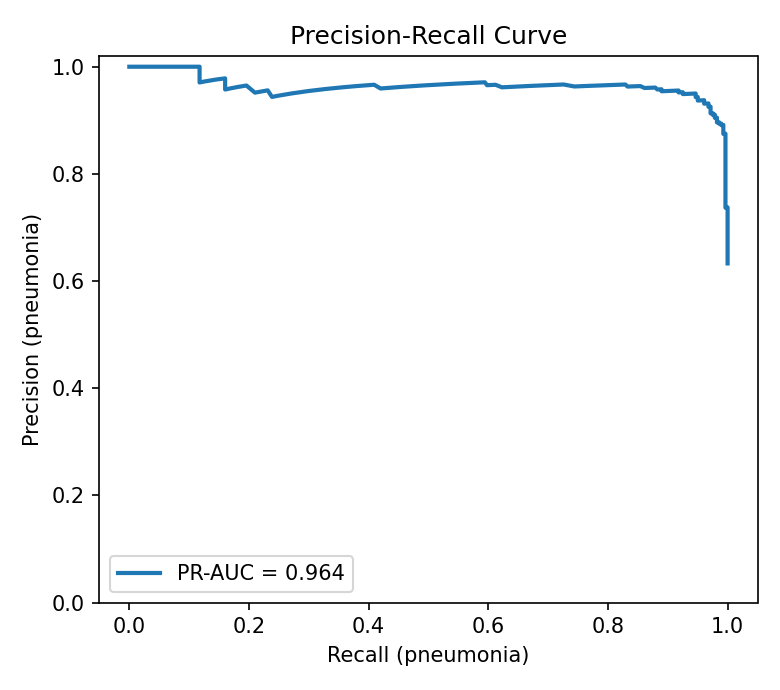 Precision-Recall Curve
Precision (pneumonia)
1.0
0.8
0.6
0.4
0.2
0.0
PR-AUC = 0.964
0.0 0.2 0.4 0.6 0.8 1.0
Recall (pneumonia)